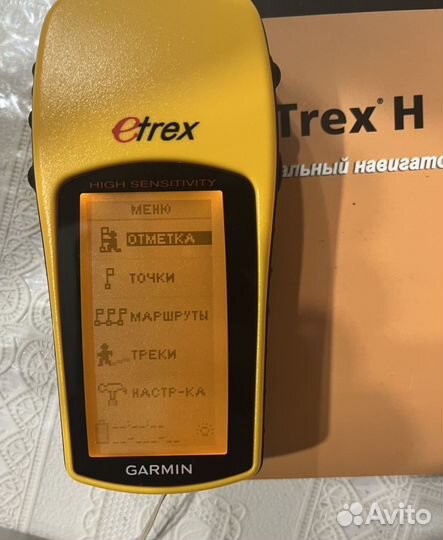 etrex
HIGH SENSITIVITY
МЕНЮ
ОТМЕТКА
ТОЧКИ
МАРШРУТЫ
ТРЕКИ
НАСТР-КА
--:-- --.--.--
GARMIN
Trex® H
альный навигато
Avito